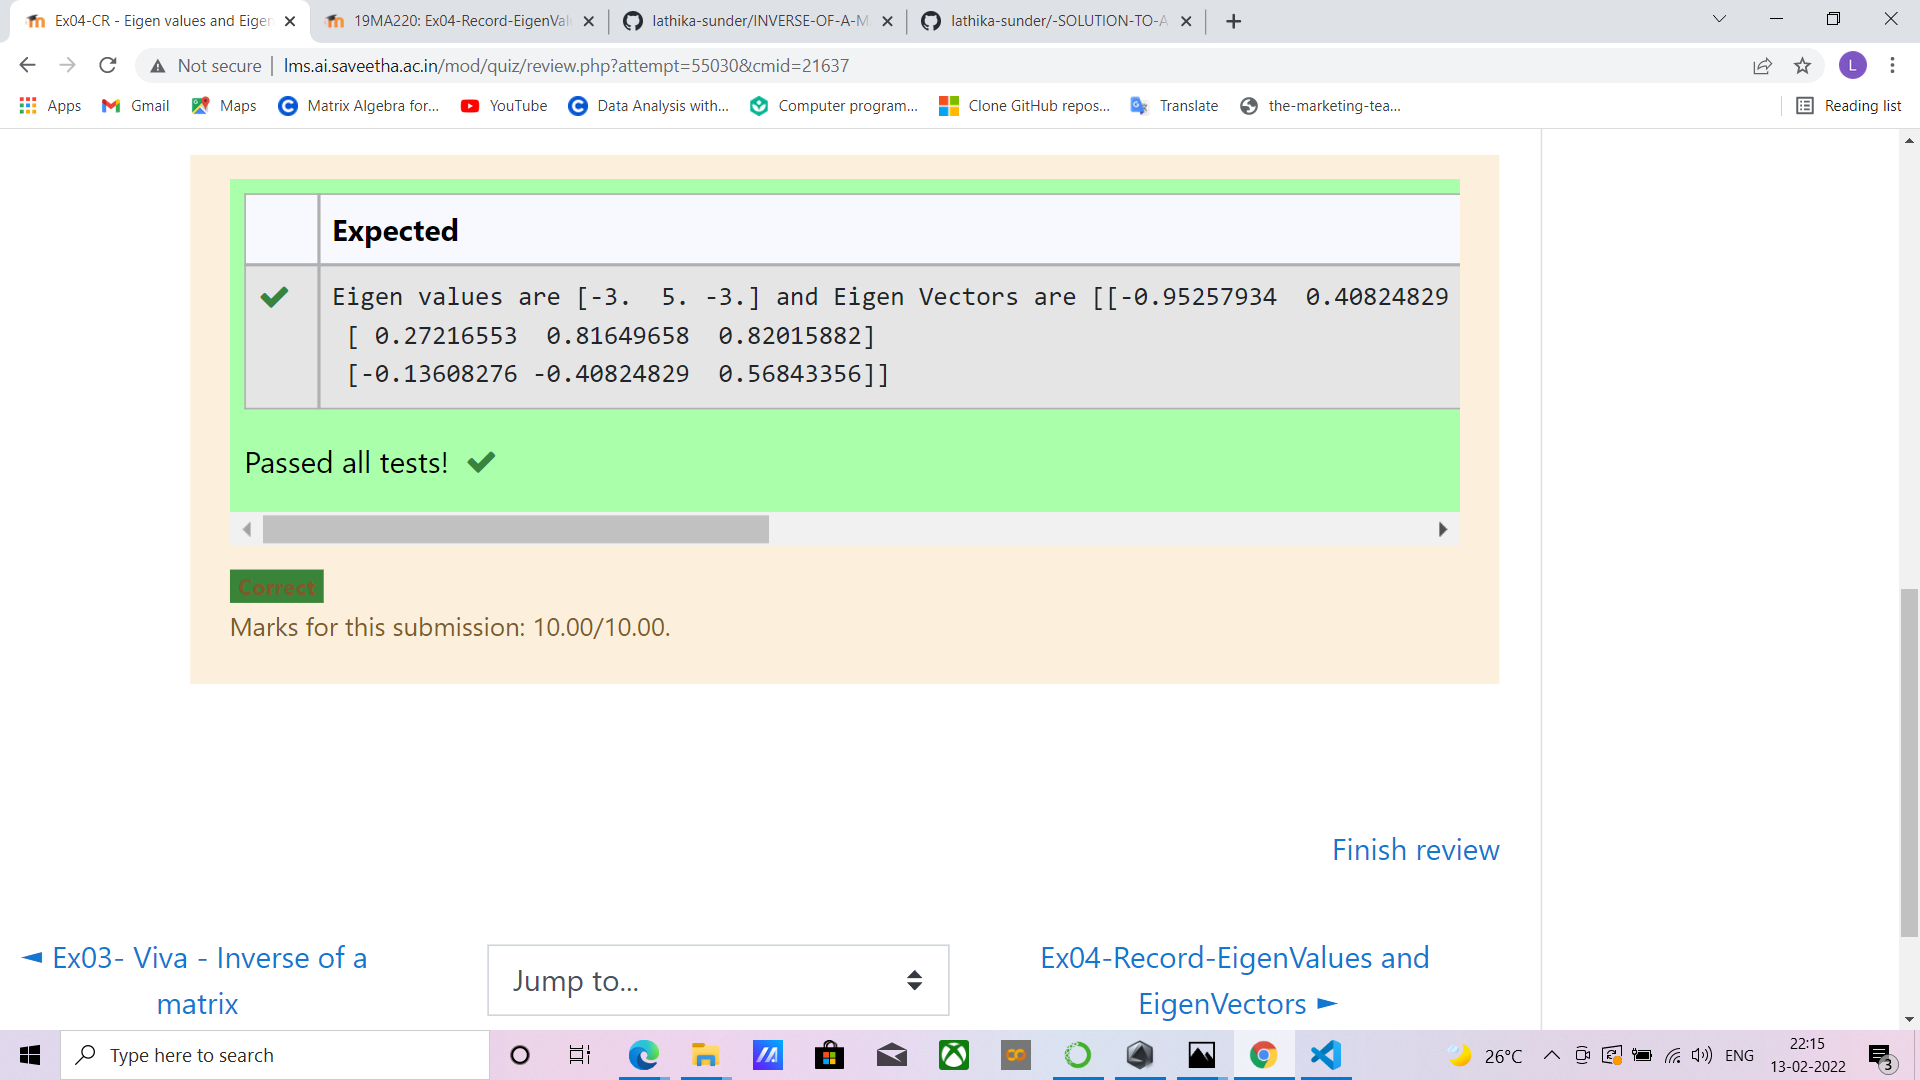 Ex04-CR - Eigen values and Eigen
19MA220: Ex04-Record-EigenValu
lathika-sunder/INVERSE-OF-A-MA
lathika-sunder/-SOLUTION-TO-A
Not secure | lms.ai.saveetha.ac.in/mod/quiz/review.php?attempt=55030&cmid=21637
L
Apps
Gmail
Maps
Matrix Algebra for...
YouTube
Data Analysis with...
Computer program...
Clone GitHub repos...
Translate
the-marketing-tea...
Reading list
Expected
Eigen values are [-3.  5. -3.] and Eigen Vectors are [[-0.95257934  0.40824829
[ 0.27216553  0.81649658  0.82015882]
[-0.13608276 -0.40824829  0.56843356]]
Passed all tests!
Correct
Marks for this submission: 10.00/10.00.
Finish review
◄ Ex03- Viva - Inverse of a
matrix
Jump to...
Ex04-Record-EigenValues and
EigenVectors ►
Type here to search
26°C
ENG
22:15
13-02-2022
3